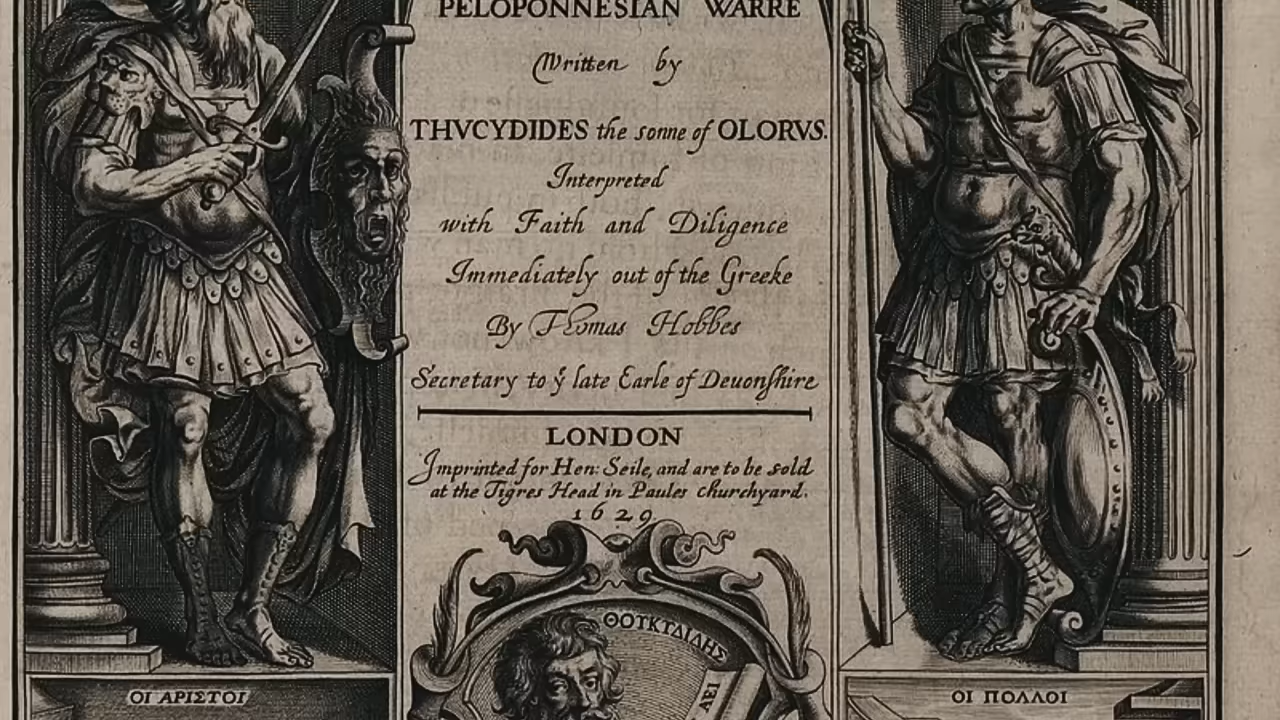 PELOPONNESIAN WARRE
Written by
THVCYDIDES the sonne of OLORVS.
Interpreted
with Faith and Diligence
Immediately out of the Greeke
By Thomas Hobbes
Secretary to ẙ late Earle of Deuonshire
LONDON
Imprinted for Hen: Seile, and are to be sold
at the Tigres Head in Paules churchyard.
1629
ΘΟΥΚΥΔΙΔΗΣ
ΑΕΙ
ΟΙ ΑΡΙΣΤΟΙ
ΟΙ ΠΟΛΛΟΙ